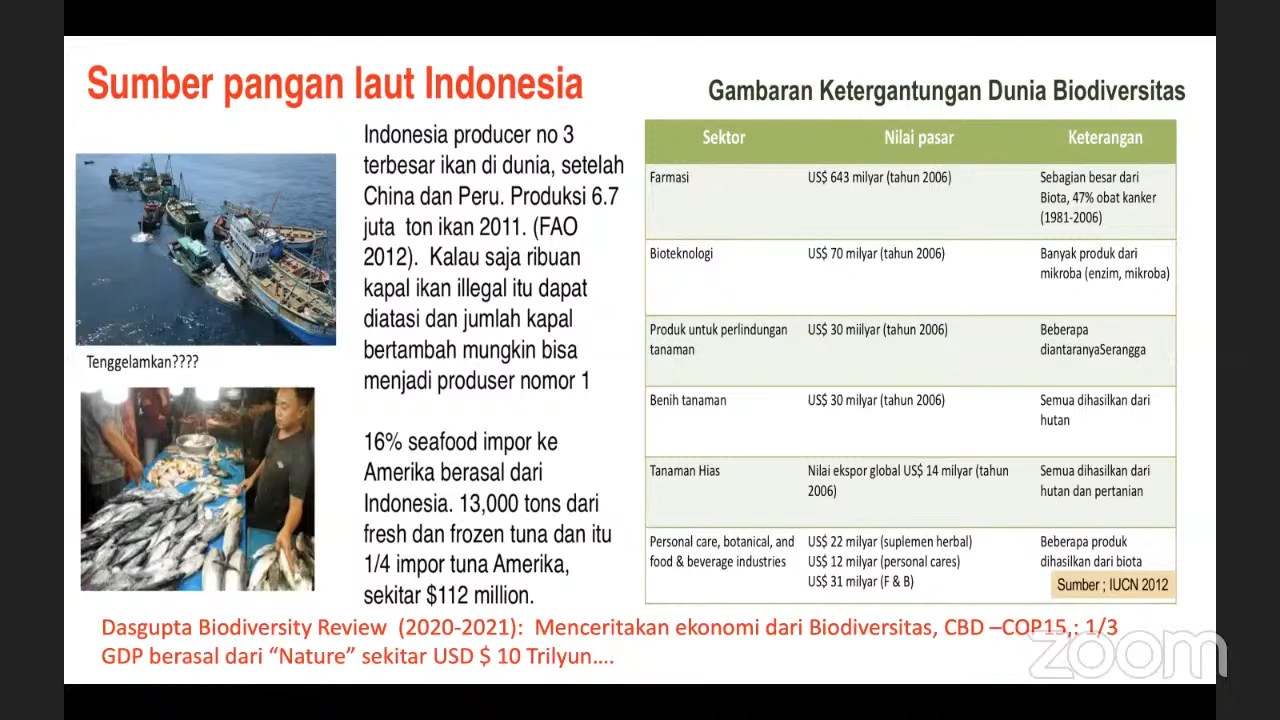 Sumber pangan laut Indonesia
Indonesia producer no 3
terbesar ikan di dunia, setelah
China dan Peru. Produksi 6.7
juta ton ikan 2011. (FAO
2012). Kalau saja ribuan
kapal ikan illegal itu dapat
diatasi dan jumlah kapal
bertambah mungkin bisa
menjadi produser nomor 1
16% seafood impor ke
Amerika berasal dari
Indonesia. 13,000 tons dari
fresh dan frozen tuna dan itu
1/4 impor tuna Amerika,
sekitar $112 million.
Tenggelamkan????
Gambaran Ketergantungan Dunia Biodiversitas
Sektor Nilai pasar Keterangan
Farmasi US$ 643 milyar (tahun 2006) Sebagian besar dari
Biota, 47% obat kanker
(1981-2006)
Bioteknologi US$ 70 milyar (tahun 2006) Banyak produk dari
mikroba (enzim, mikroba)
Produk untuk perlindungan US$ 30 miilyar (tahun 2006) Beberapa
tanaman diantaranyaSerangga
Benih tanaman US$ 30 milyar (tahun 2006) Semua dihasilkan dari
hutan
Tanaman Hias Nilai ekspor global US$ 14 milyar (tahun Semua dihasilkan dari
2006) hutan dan pertanian
Personal care, botanical, and US$ 22 milyar (suplemen herbal) Beberapa produk
food & beverage industries US$ 12 milyar (personal cares) dihasilkan dari biota
US$ 31 milyar (F & B)
Sumber ; IUCN 2012
Dasgupta Biodiversity Review (2020-2021): Menceritakan ekonomi dari Biodiversitas, CBD –COP15,: 1/3
GDP berasal dari “Nature” sekitar USD $ 10 Trilyun....
zoom